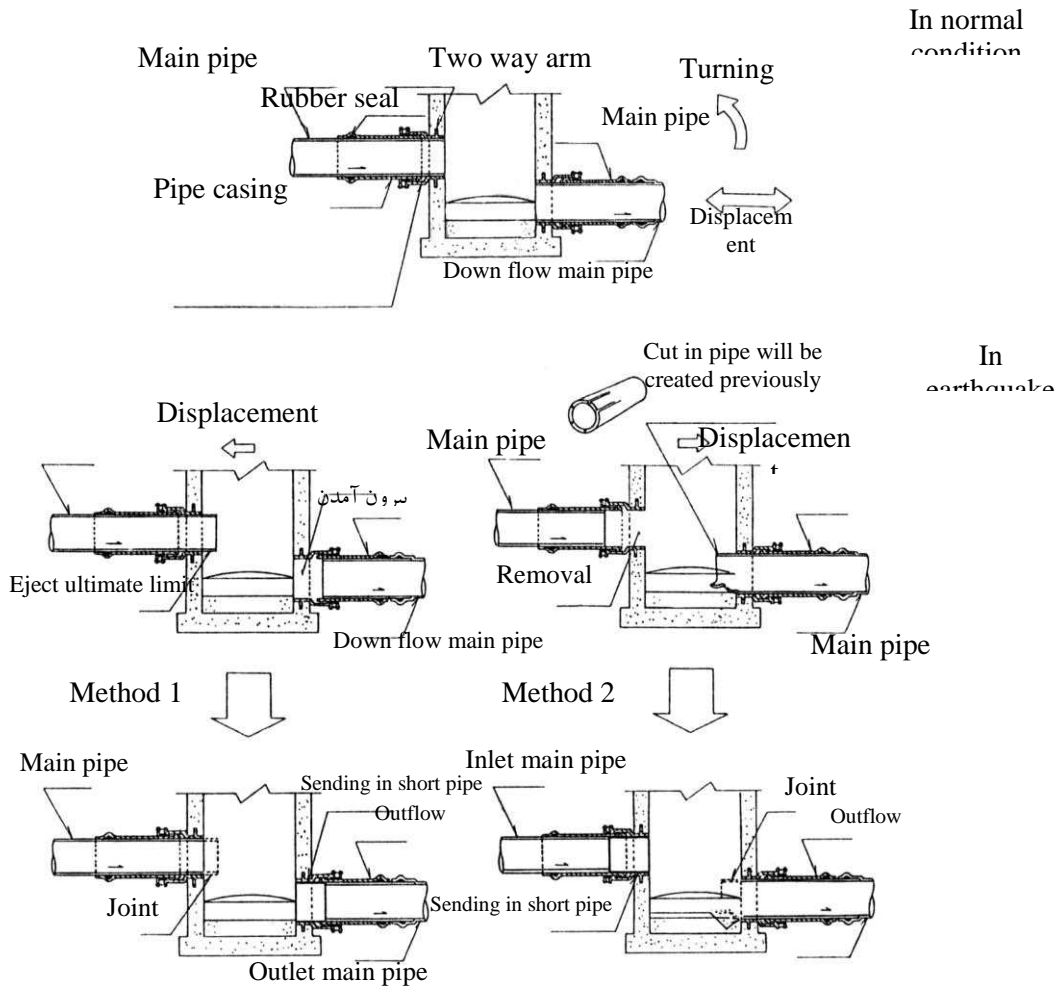 In normal
condition
Main pipe
Two way arm
Turning
Rubber seal
Main pipe
Pipe casing
Displacem
ent
Down flow main pipe
Cut in pipe will be
created previously
In
earthquake
Displacement
Main pipe
Displacemen
t
بیرون آمدن
Eject ultimate limit
Removal
Down flow main pipe
Main pipe
Method 1
Method 2
Main pipe
Sending in short pipe
Outflow
Inlet main pipe
Joint
Outflow
Joint
Sending in short pipe
Outlet main pipe